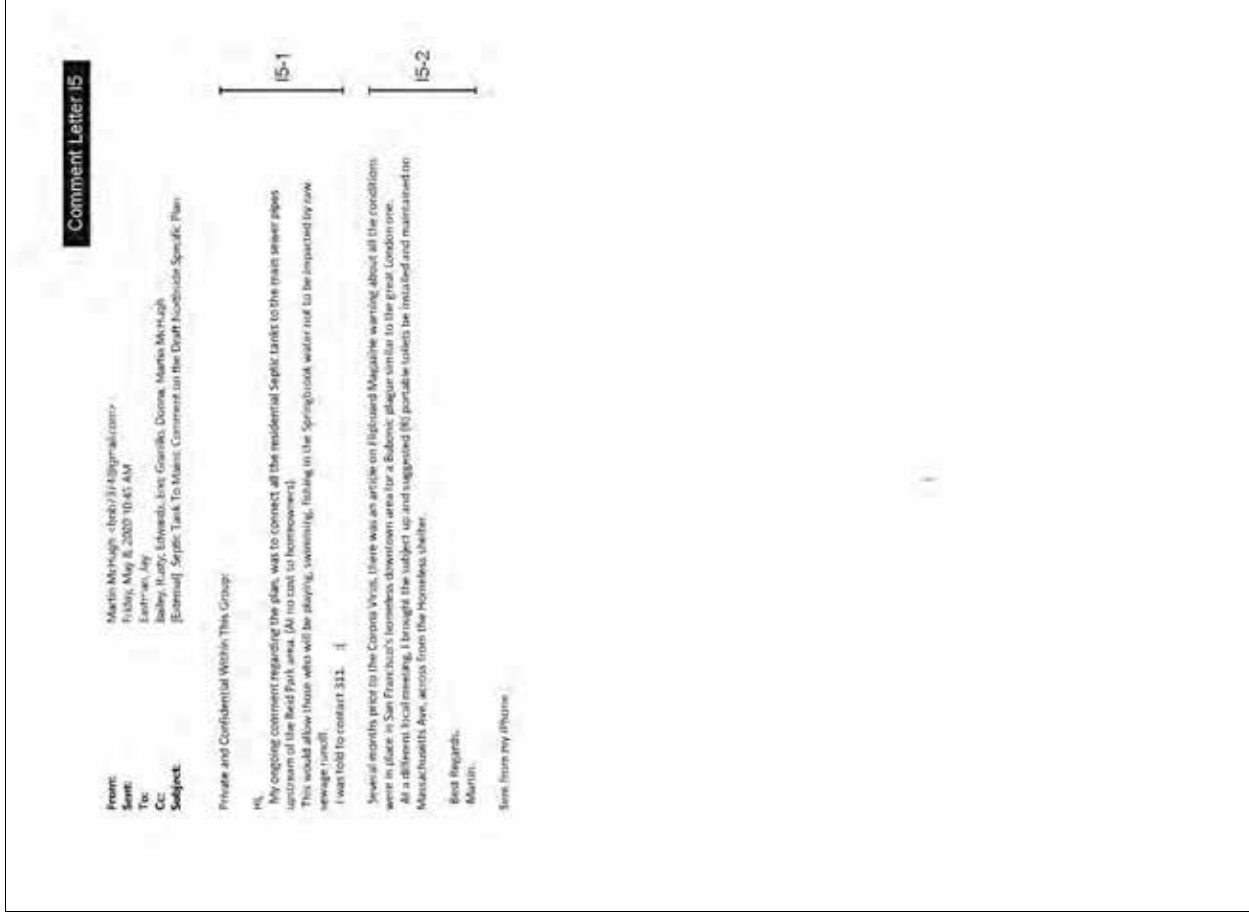 Comment Letter I5
From: Martin McHugh
Sent: Friday, May 8, 2020 10:45 AM
To: Eastman, Jay
Cc: Bailey, Rusty; Edwards, Erin; Granillo, Donna; Martin McHugh
Subject: [External] Septic Tank To Mains: Comment on the Draft Northside Specific Plan
Private and Confidential Within This Group:
Hi,
My ongoing comment regarding the plan, was to connect all the residential Septic tanks to the main sewer pipes
upstream of the Reid Park area. (At no cost to homeowners)
This would allow those who will be playing, swimming, fishing in the Springbrook water not to be impacted by raw
sewage runoff.
I was told to contact 311. :(
I5-1
Several months prior to the Corona Virus, there was an article on Flipboard Magazine warning about all the conditions
were in place in San Francisco's homeless downtown area for a Bubonic plague similar to the great London one.
At a different local meeting, I brought the subject up and suggested portable toilets be installed and maintained on
Massachusetts Ave, across from the Homeless shelter.
I5-2
Best Regards,
Martin.
Sent from my iPhone